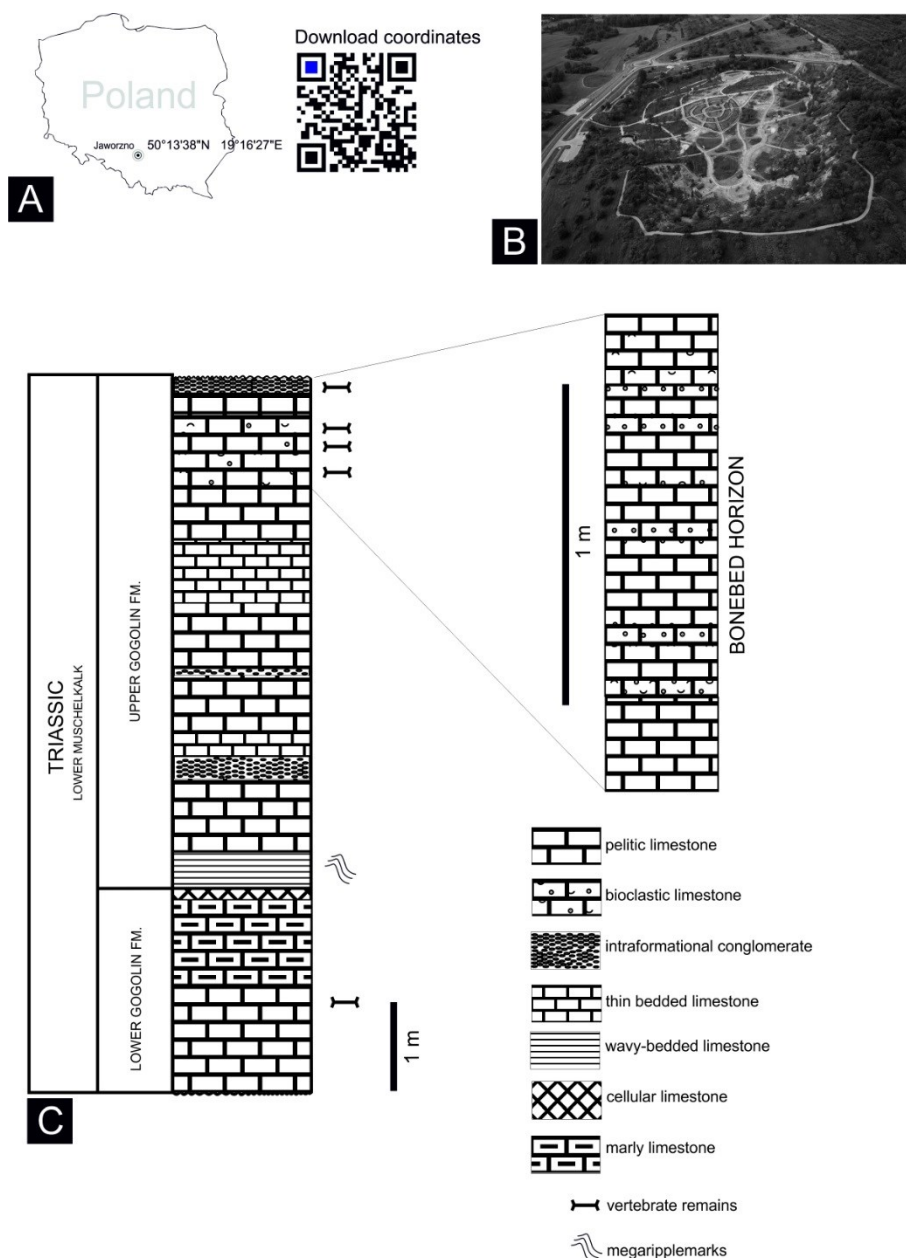 Download coordinates
Poland
Jaworzno 50°13'38"N 19°16'27"E
A
B
TRIASSIC
LOWER MUSCHELKALK
UPPER GOGOLIN FM.
LOWER GOGOLIN FM.
1 m
C
1 m
BONEBED HORIZON
pelitic limestone
bioclastic limestone
intraformational conglomerate
thin bedded limestone
wavy-bedded limestone
cellular limestone
marly limestone
vertebrate remains
megaripplemarks